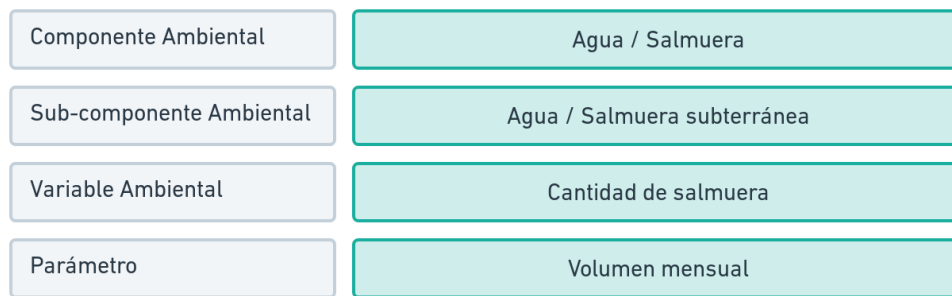 Componente Ambiental
Agua / Salmuera
Sub-componente Ambiental
Agua / Salmuera subterránea
Variable Ambiental
Cantidad de salmuera
Parámetro
Volumen mensual